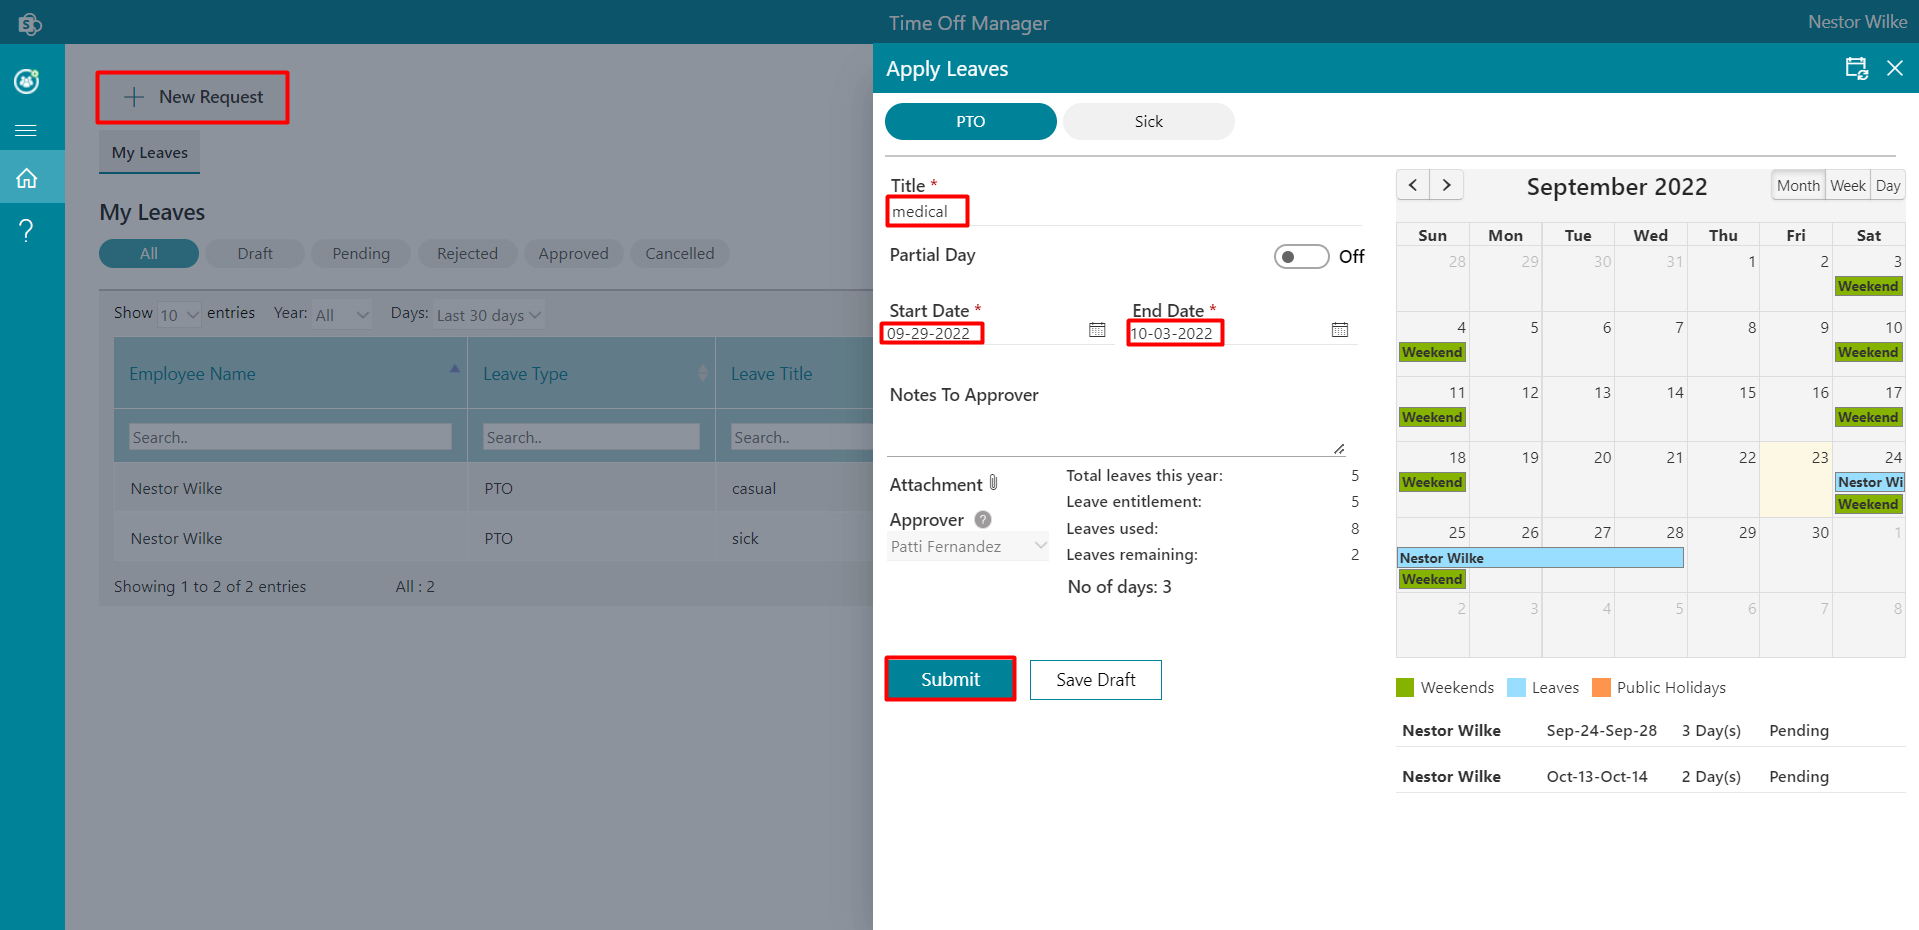 Time Off Manager
Nestor Wilke
New Request
My Leaves
My Leaves
All Draft Pending Rejected Approved Cancelled
Show 10 entries Year: All Days: Last 30 days
Employee Name Leave Type Leave Title
Search.. Search.. Search..
Nestor Wilke PTO casual
Nestor Wilke PTO sick
Showing 1 to 2 of 2 entries All : 2
Apply Leaves
PTO Sick
Title *
medical
Partial Day Off
Start Date * End Date *
09-29-2022 10-03-2022
Notes To Approver
Attachment
Approver ?
Patti Fernandez
Total leaves this year: 5
Leave entitlement: 5
Leaves used: 8
Leaves remaining: 2
No of days: 3
Submit Save Draft
< > September 2022 Month Week Day
Sun Mon Tue Wed Thu Fri Sat
28 29 30 31 1 2 3
Weekend
4 5 6 7 8 9 10
Weekend Weekend
11 12 13 14 15 16 17
Weekend Weekend
18 19 20 21 22 23 24
Weekend Nestor Wi
Weekend
25 26 27 28 29 30 1
Nestor Wilke
Weekend
2 3 4 5 6 7 8
Weekends Leaves Public Holidays
Nestor Wilke Sep-24-Sep-28 3 Day(s) Pending
Nestor Wilke Oct-13-Oct-14 2 Day(s) Pending